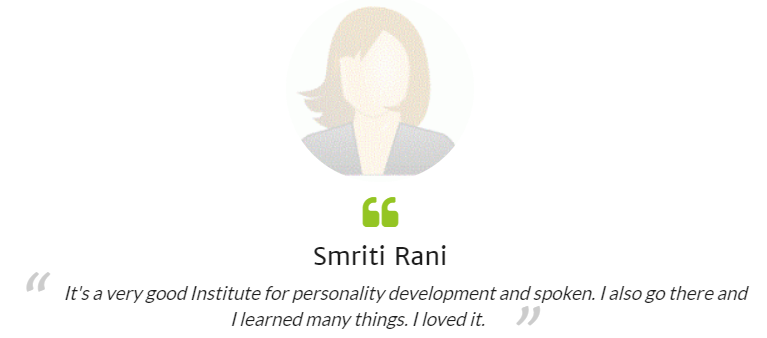 Smriti Rani
“ It's a very good Institute for personality development and spoken. I also go there and
I learned many things. I loved it. ”